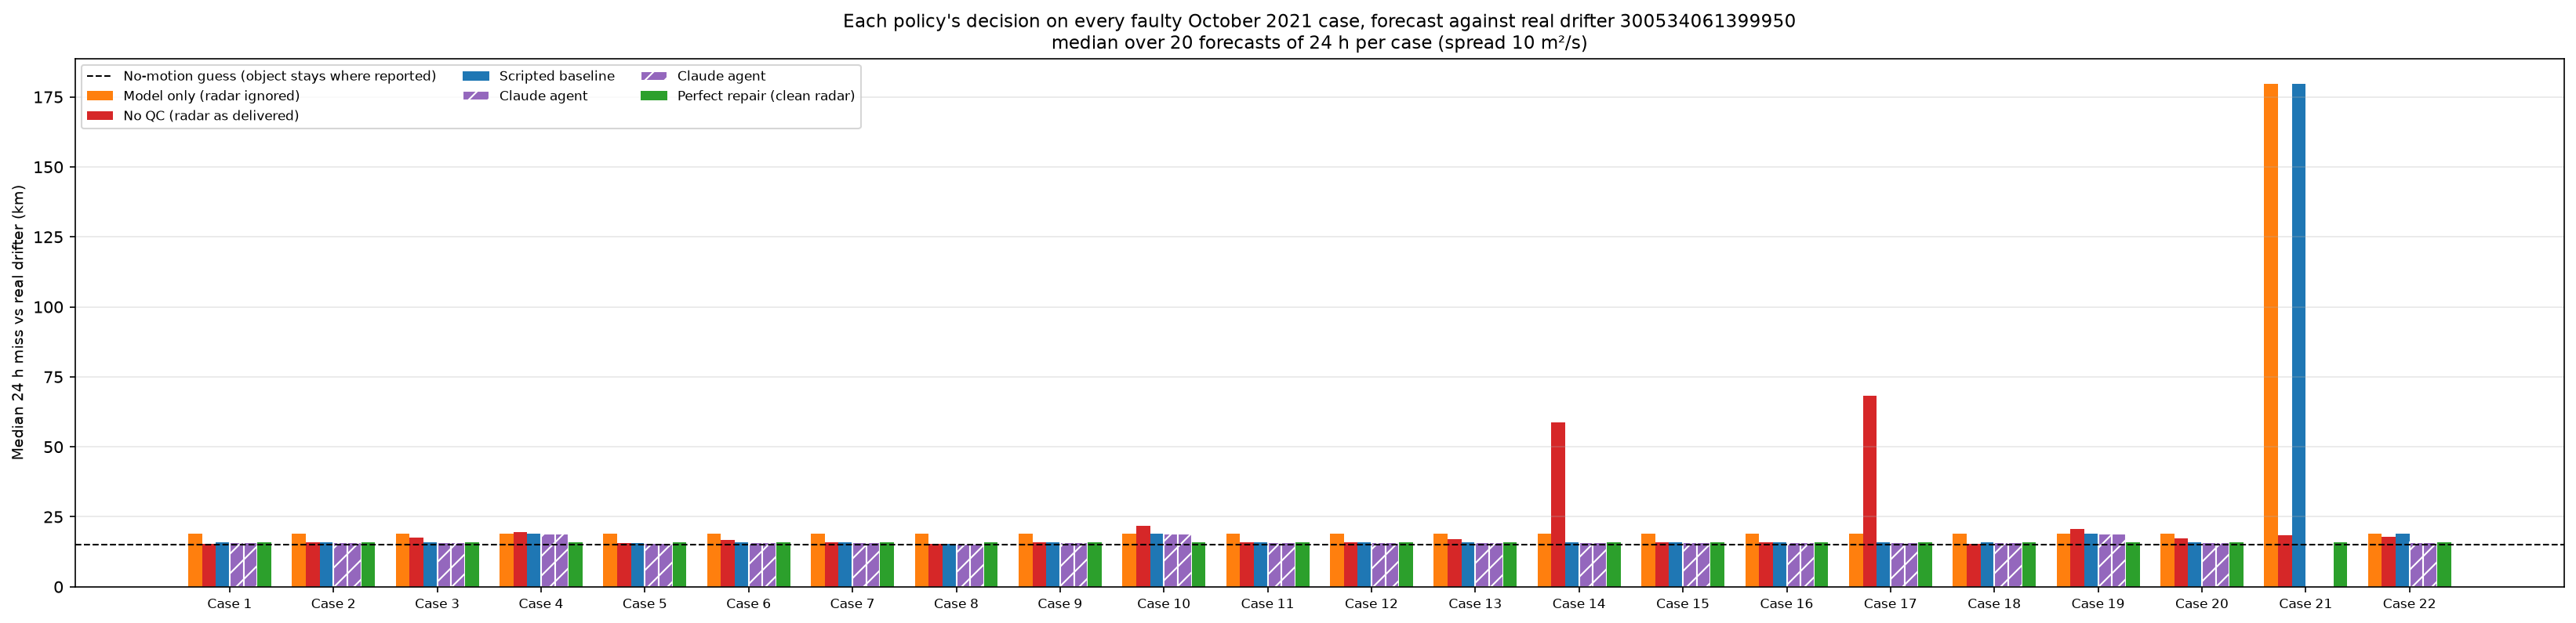 Each policy's decision on every faulty October 2021 case, forecast against real drifter 300534061399950
median over 20 forecasts of 24 h per case (spread 10 m²/s)
No-motion guess (object stays where reported)
Model only (radar ignored)
No QC (radar as delivered)
Scripted baseline
Claude agent
Claude agent
Perfect repair (clean radar)
Median 24 h miss vs real drifter (km)
175
150
125
100
75
50
25
0
Case 1
Case 2
Case 3
Case 4
Case 5
Case 6
Case 7
Case 8
Case 9
Case 10
Case 11
Case 12
Case 13
Case 14
Case 15
Case 16
Case 17
Case 18
Case 19
Case 20
Case 21
Case 22